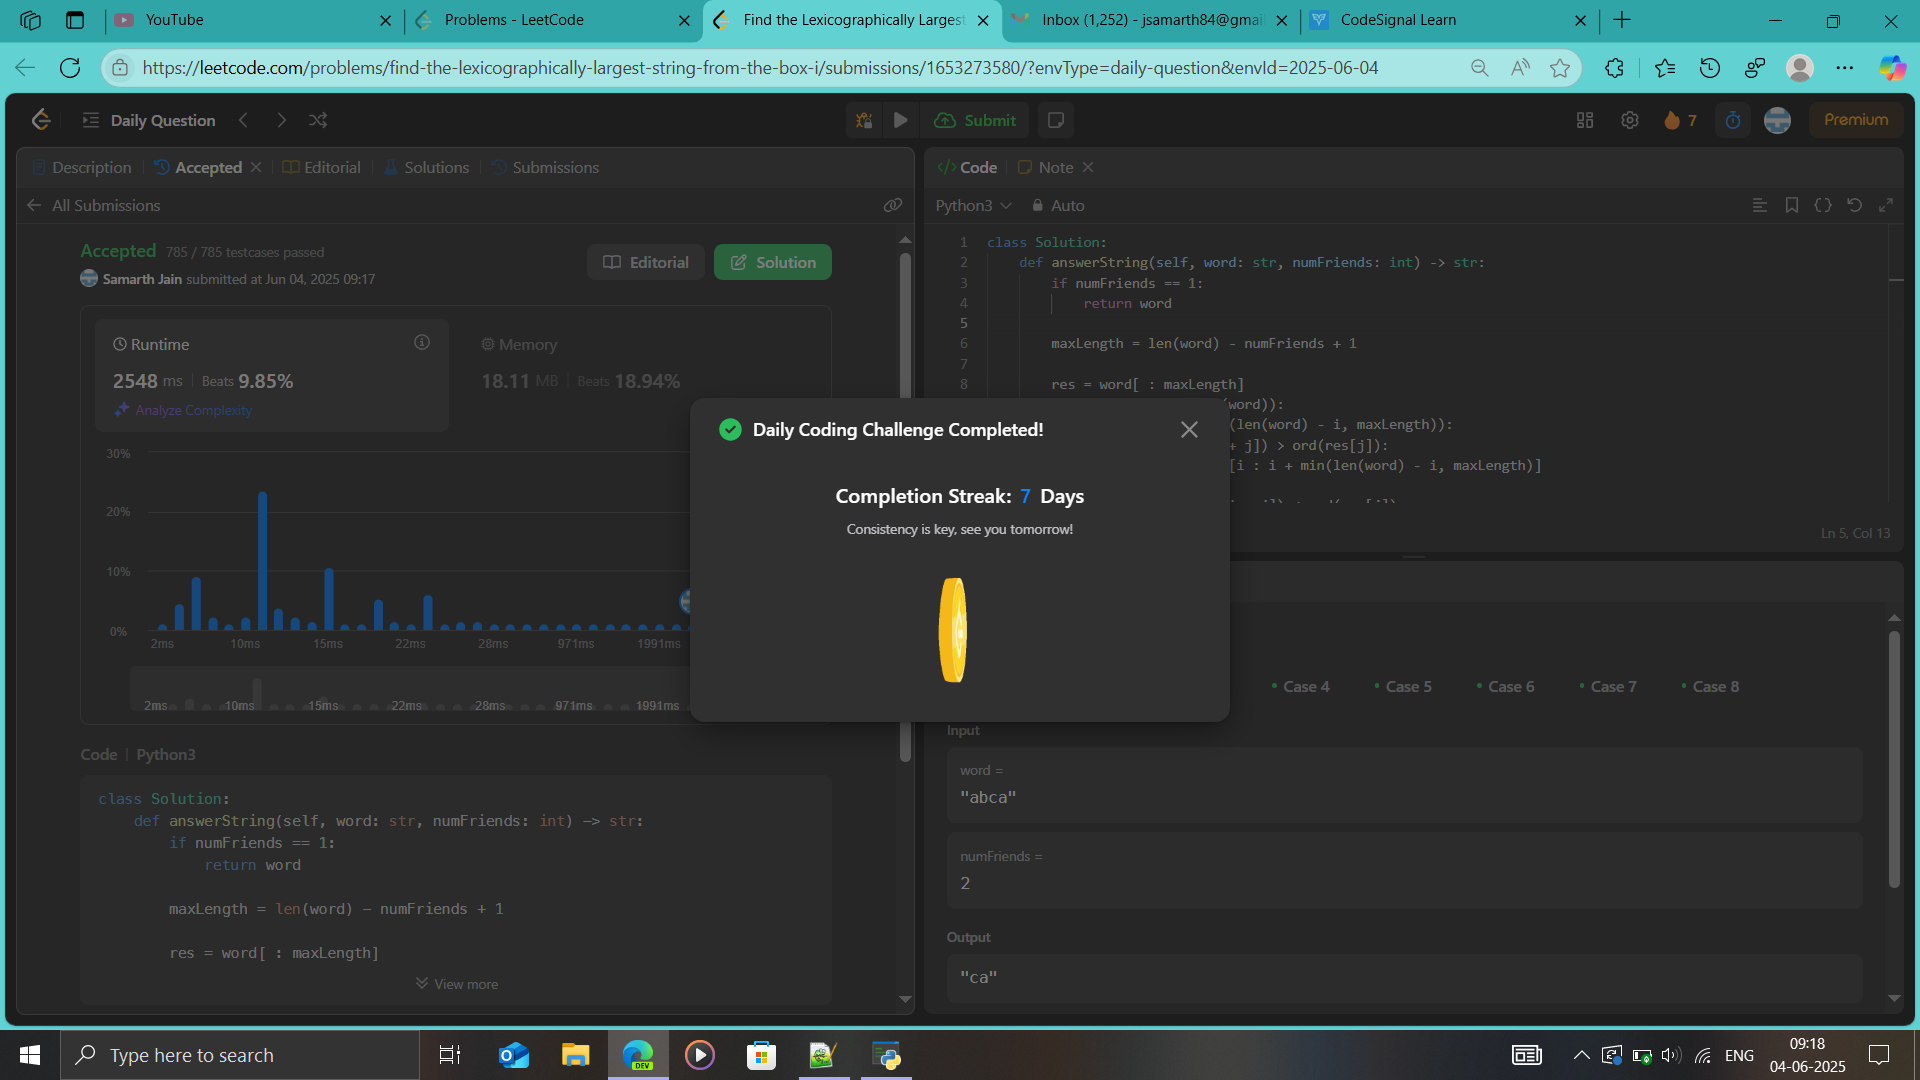 YouTube
Problems - LeetCode
Find the Lexicographically Largest
Inbox (1,252) - jsamarth84@gmai
CodeSignal Learn
https://leetcode.com/problems/find-the-lexicographically-largest-string-from-the-box-i/submissions/1653273580/?envType=daily-question&envId=2025-06-04
Daily Question
Submit
7
Premium
Description
Accepted
Editorial
Solutions
Submissions
All Submissions
Accepted 785 / 785 testcases passed
Samarth Jain submitted at Jun 04, 2025 09:17
Editorial
Solution
Runtime
2548 ms Beats 9.85%
Analyze Complexity
Memory
18.11 MB Beats 18.94%
30%
20%
10%
0%
2ms 10ms 15ms 22ms 28ms 971ms 1991ms
2ms 10ms 15ms 22ms 28ms 971ms 1991ms
Code | Python3
class Solution:
def answerString(self, word: str, numFriends: int) -> str:
if numFriends == 1:
return word
maxLength = len(word) - numFriends + 1
res = word[ : maxLength]
View more
Code
Note
Python3
Auto
1 class Solution:
2 def answerString(self, word: str, numFriends: int) -> str:
3 if numFriends == 1:
4 return word
5
6 maxLength = len(word) - numFriends + 1
7
8 res = word[ : maxLength]
word)):
(len(word) - i, maxLength)):
+ j]) > ord(res[j]):
[i : i + min(len(word) - i, maxLength)]
Ln 5, Col 13
Daily Coding Challenge Completed!
Completion Streak: 7 Days
Consistency is key, see you tomorrow!
Case 4
Case 5
Case 6
Case 7
Case 8
Input
word =
"abca"
numFriends =
2
Output
"ca"
Type here to search
DEV
ENG
09:18
04-06-2025